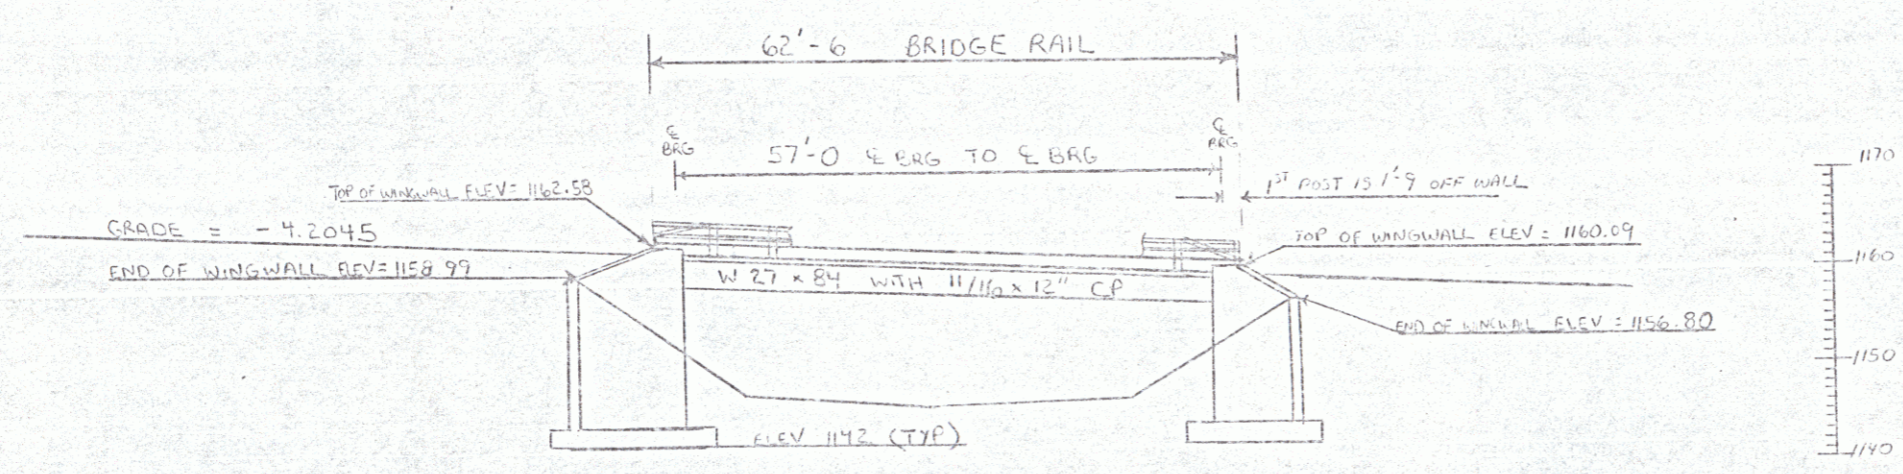 62'-6 BRIDGE RAIL
℄ BRG
℄ BRG
57'-0 ℄ BRG TO ℄ BRG
1170
TOP OF WINGWALL ELEV= 1162.58
1ST POST IS 1'-9 OFF WALL
GRADE = -4.2045
TOP OF WINGWALL ELEV = 1160.09
1160
END OF WINGWALL ELEV= 1158.99
W 27 x 84 WITH 11/16 x 12" CP
END OF WINGWALL ELEV = 1156.80
1150
ELEV 1142 (TYP)
1140